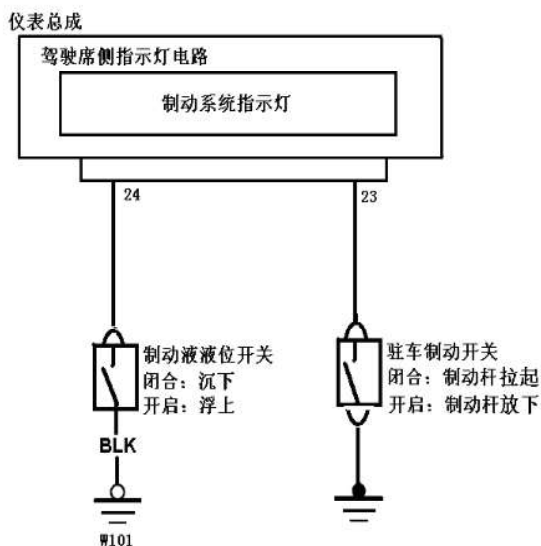 仪表总成
驾驶席侧指示灯电路
制动系统指示灯
24
23
制动液液位开关
闭合：沉下
开启：浮上
驻车制动开关
闭合：制动杆拉起
开启：制动杆放下
BLK
W101